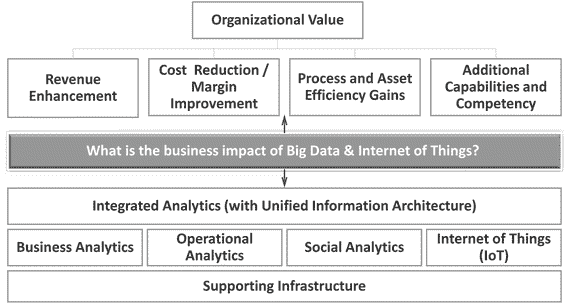 Organizational Value
Revenue
Enhancement
Cost Reduction /
Margin
Improvement
Process and Asset
Efficiency Gains
Additional
Capabilities and
Competency
What is the business impact of Big Data & Internet of Things?
Integrated Analytics (with Unified Information Architecture)
Business Analytics
Operational
Analytics
Social Analytics
Internet of Things
(IoT)
Supporting Infrastructure